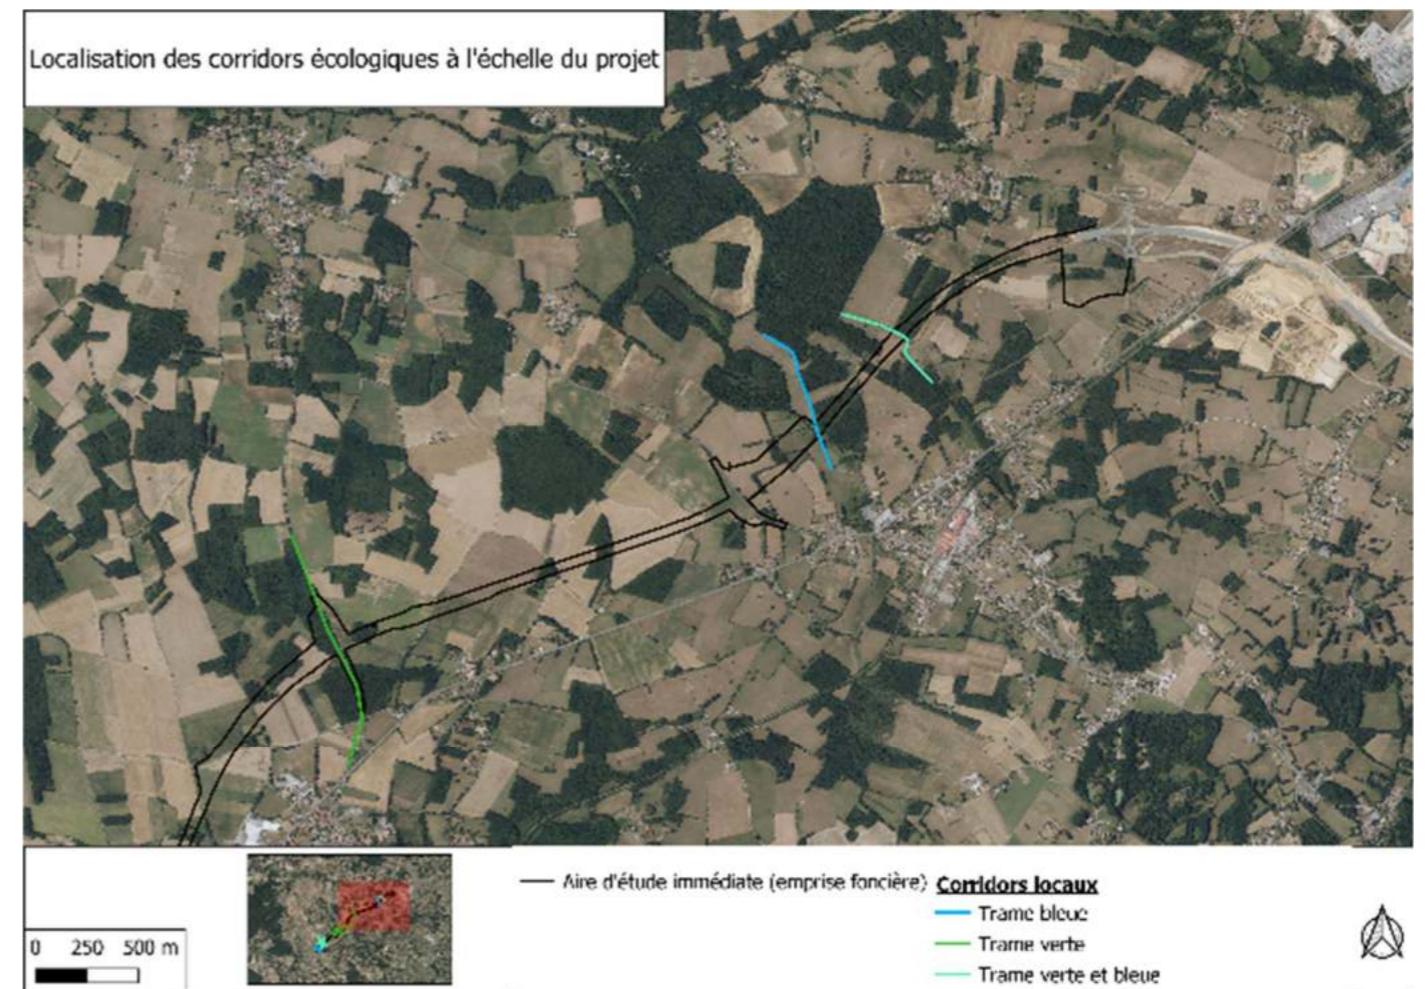 Localisation des corridors écologiques à l'échelle du projet
Aire d'étude immédiate (emprise foncière)
Corridors locaux
Trame bleue
Trame verte
Trame verte et bleue
0 250 500 m